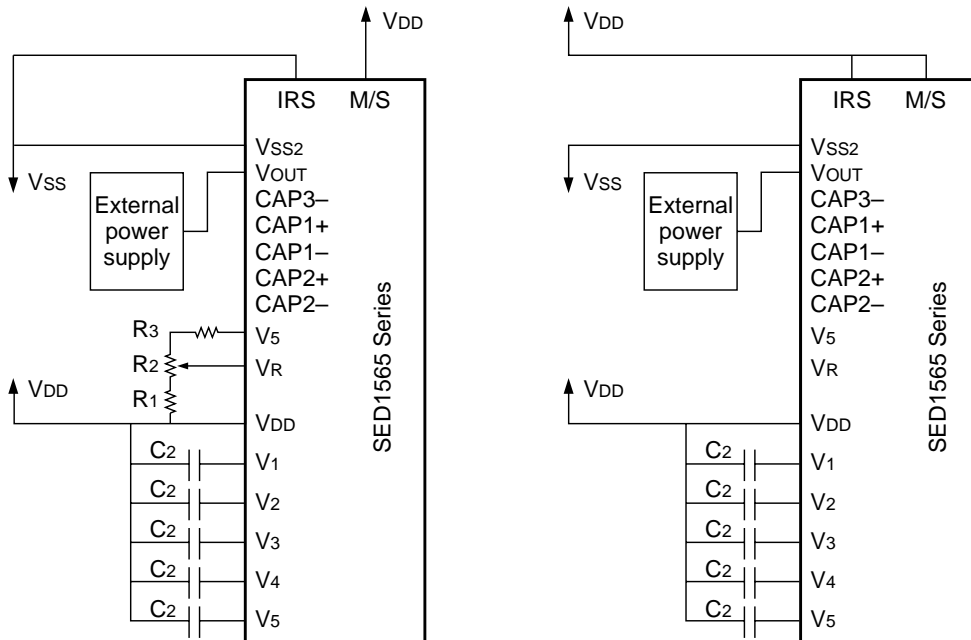 VDD
IRS M/S
VSS2
VOUT
VSS
CAP3–
External
power
supply
CAP1+
CAP1–
CAP2+
CAP2–
R3
V5
R2
VR
VDD
R1
VDD
C2
V1
C2
V2
C2
V3
C2
V4
C2
V5
SED1565 Series
VDD
IRS M/S
VSS2
VOUT
VSS
CAP3–
External
power
supply
CAP1+
CAP1–
CAP2+
CAP2–
V5
VR
VDD
VDD
C2
V1
C2
V2
C2
V3
C2
V4
C2
V5
SED1565 Series